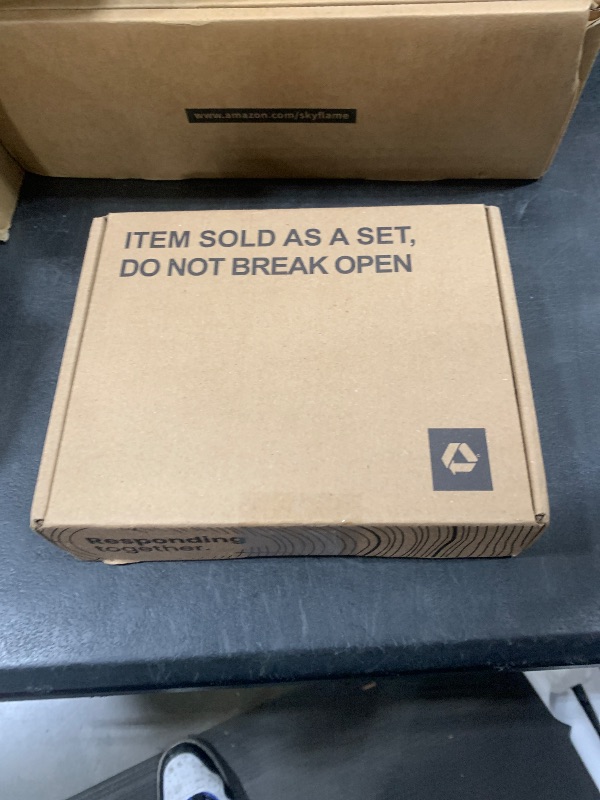 www.amazon.com/skyflame
ITEM SOLD AS A SET,
DO NOT BREAK OPEN
Responding
together.